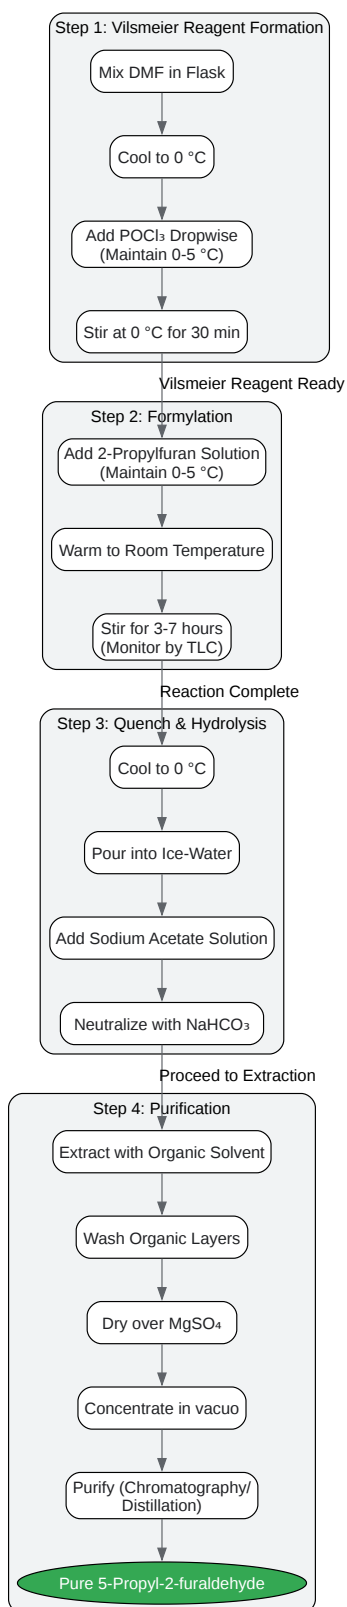 Step 1: Vilsmeier Reagent Formation
Mix DMF in Flask
Cool to 0 °C
Add POCl₃ Dropwise
(Maintain 0-5 °C)
Stir at 0 °C for 30 min
Vilsmeier Reagent Ready
Step 2: Formylation
Add 2-Propylfuran Solution
(Maintain 0-5 °C)
Warm to Room Temperature
Stir for 3-7 hours
(Monitor by TLC)
Reaction Complete
Step 3: Quench & Hydrolysis
Cool to 0 °C
Pour into Ice-Water
Add Sodium Acetate Solution
Neutralize with NaHCO₃
Proceed to Extraction
Step 4: Purification
Extract with Organic Solvent
Wash Organic Layers
Dry over MgSO₄
Concentrate in vacuo
Purify (Chromatography/
Distillation)
Pure 5-Propyl-2-furaldehyde